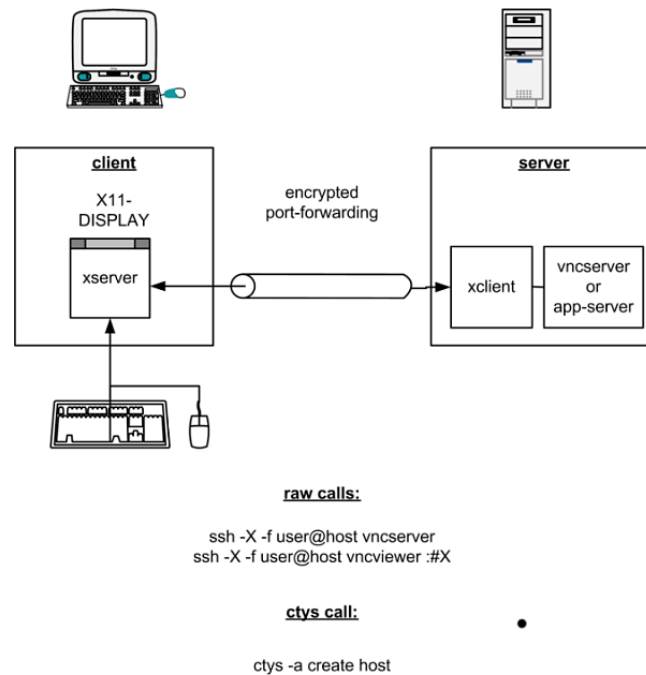 client
server
X11-
DISPLAY
encrypted
port-forwarding
xserver
xclient
vncserver
or
app-server
raw calls:
ssh -X -f user@host vncserver
ssh -X -f user@host vncviewer :#X
ctys call:
ctys -a create host